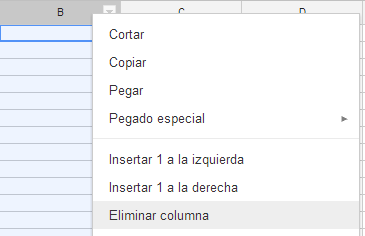 B C D
Cortar
Copiar
Pegar
Pegado especial
Insertar 1 a la izquierda
Insertar 1 a la derecha
Eliminar columna